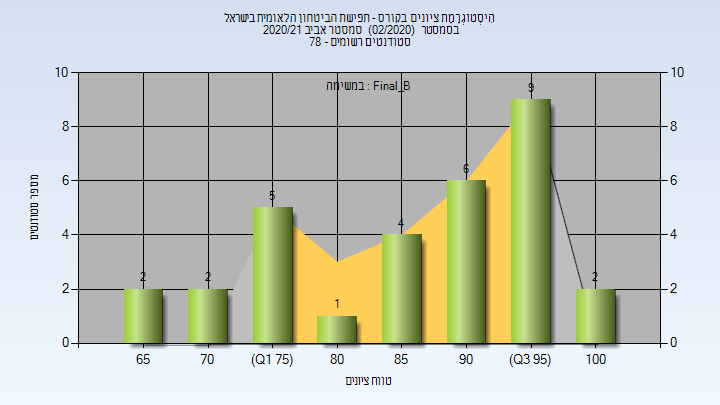 היסטוגרמת ציונים בקורס - תפישת הביטחון הלאומית בישראל
בסמסטר (02/2020) סמסטר אביב 2020/21
סטודנטים רשומים - 78
במשימה : Final_B
10 10
8 8
6 6
4 4
2 2
0 0
מספר סטודנטים
2 2 5 1 4 6 9 2
65 70 (Q1 75) 80 85 90 (Q3 95) 100
טווח ציונים